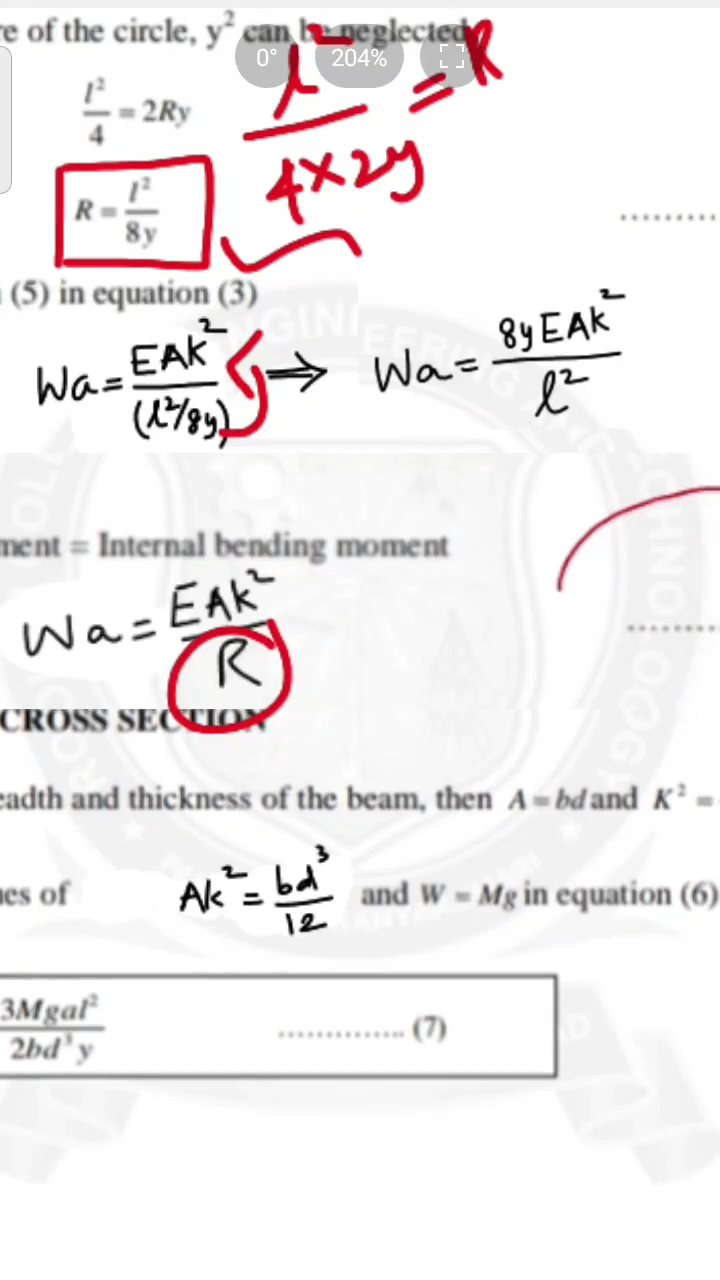 re of the circle, y² can be neglected
0° 204%
l²/4 = 2Ry
l²/4×2y = R
R = l²/8y
(5) in equation (3)
Wa = EAK²/(l²/8y) ⇒ Wa = 8yEAK²/l²
ment = Internal bending moment
Wa = EAK²/R
CROSS SECTION
eadth and thickness of the beam, then A = bd and K² =
es of AK² = bd³/12 and W = Mg in equation (6)
3Mgal²/2bd³y .............. (7)